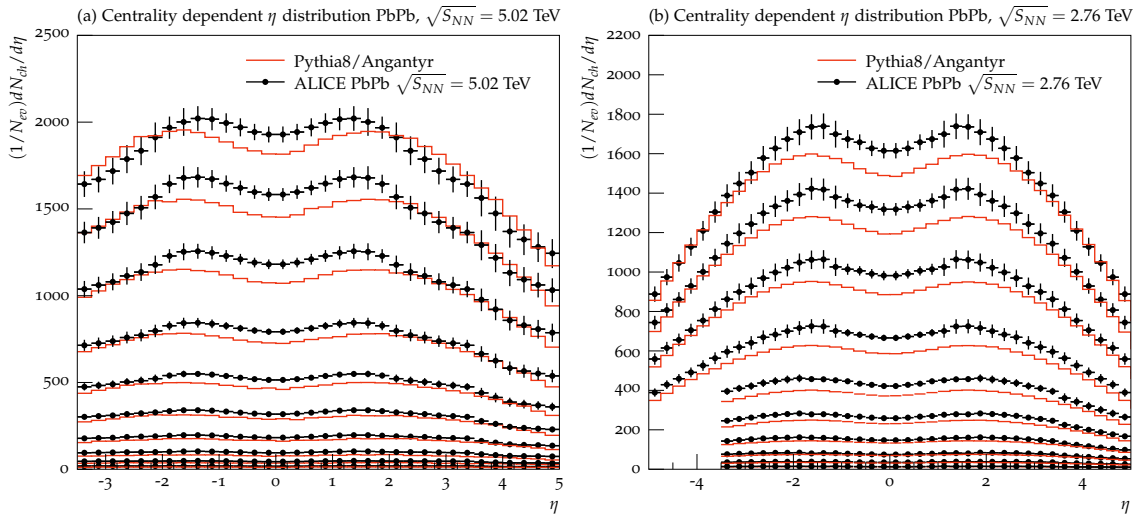 (a) Centrality dependent η distribution PbPb, √S_NN = 5.02 TeV
(1/N_ev)dN_ch/dη
2500
2000
1500
1000
500
0
Pythia8/Angantyr
ALICE PbPb √S_NN = 5.02 TeV
-3 -2 -1 0 1 2 3 4 5
η
(b) Centrality dependent η distribution PbPb, √S_NN = 2.76 TeV
(1/N_ev)dN_ch/dη
2200
2000
1800
1600
1400
1200
1000
800
600
400
200
0
Pythia8/Angantyr
ALICE PbPb √S_NN = 2.76 TeV
-4 -2 0 2 4
η